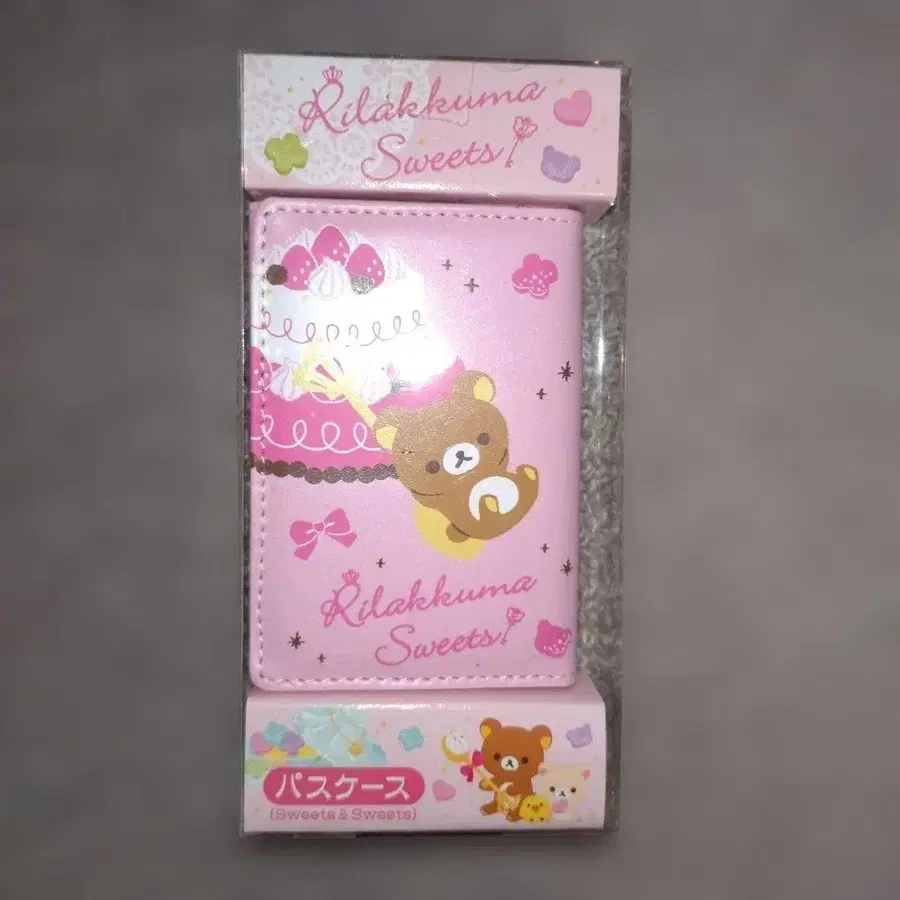 Rilakkuma
Sweets
Rilakkuma
Sweets
パスケース
(Sweets & Sweets)